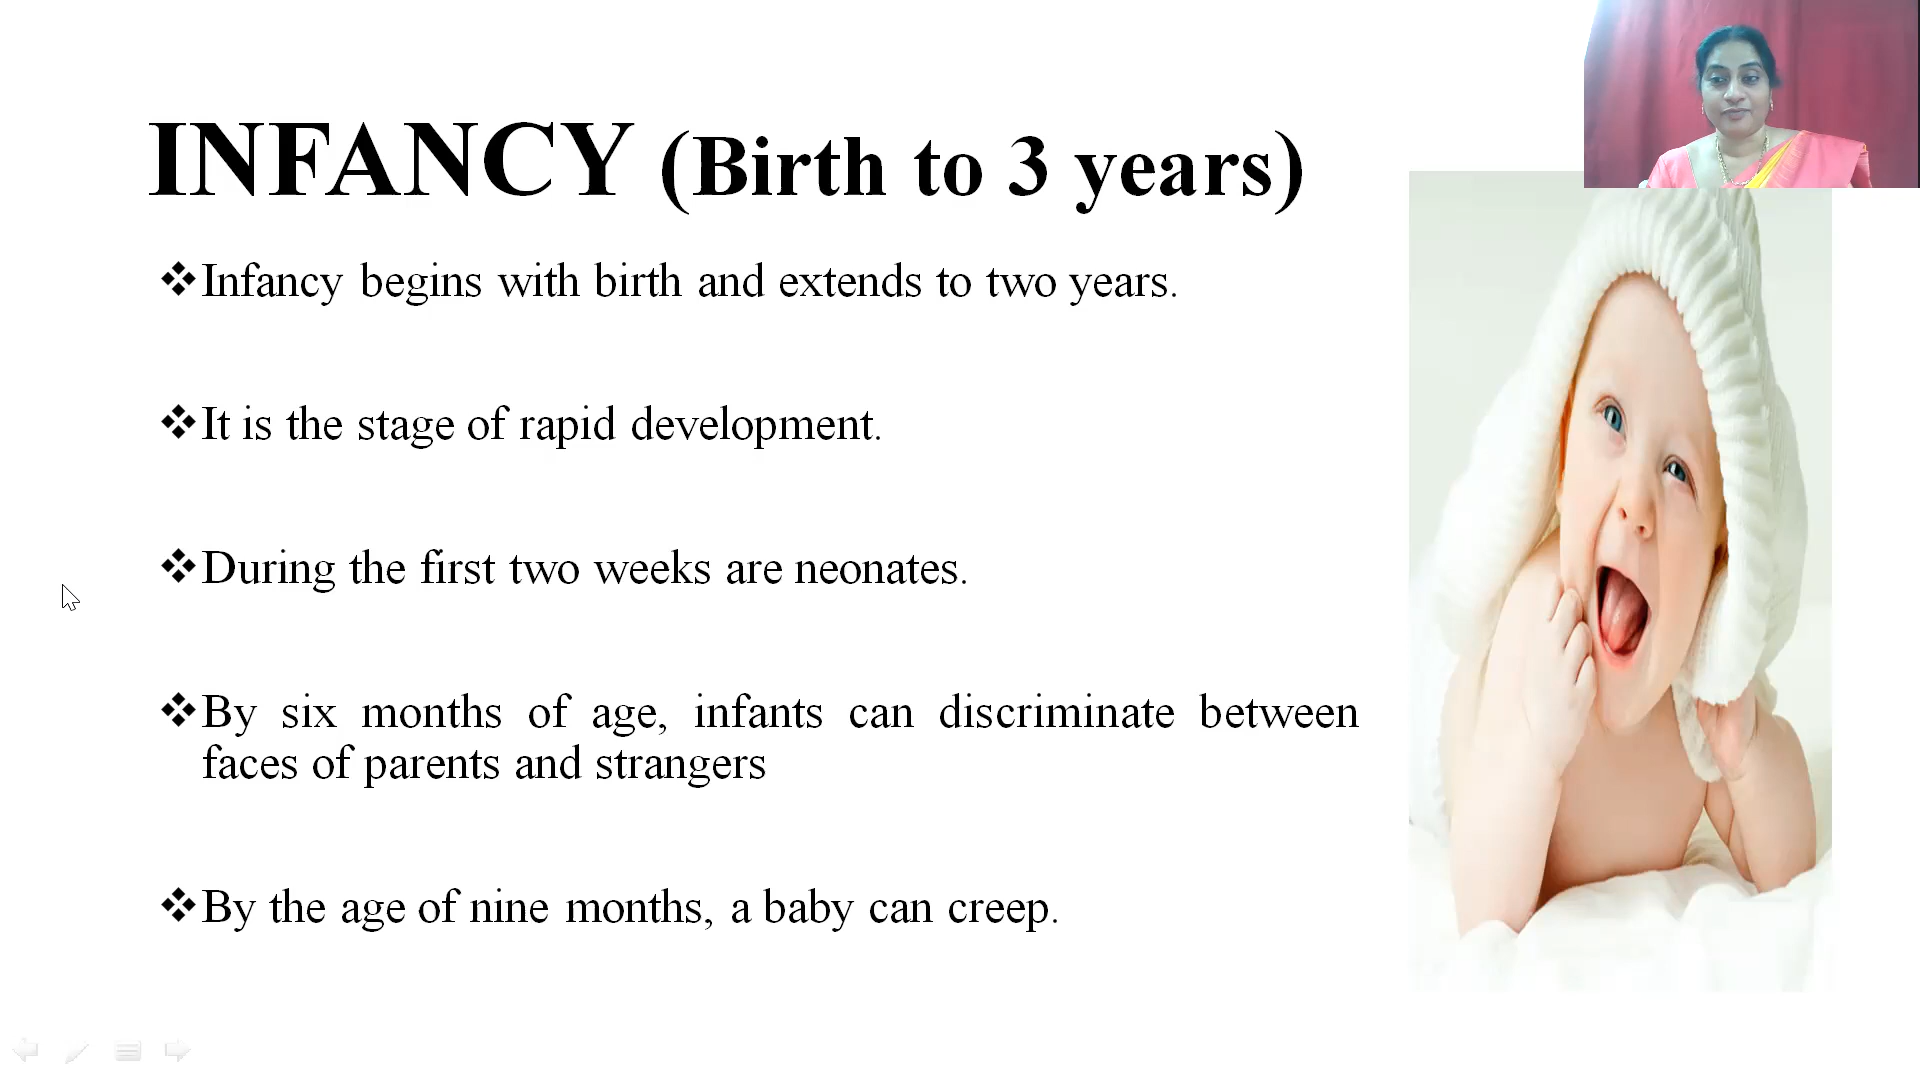 INFANCY (Birth to 3 years)
❖Infancy begins with birth and extends to two years.
❖It is the stage of rapid development.
❖During the first two weeks are neonates.
❖By six months of age, infants can discriminate between
faces of parents and strangers
❖By the age of nine months, a baby can creep.